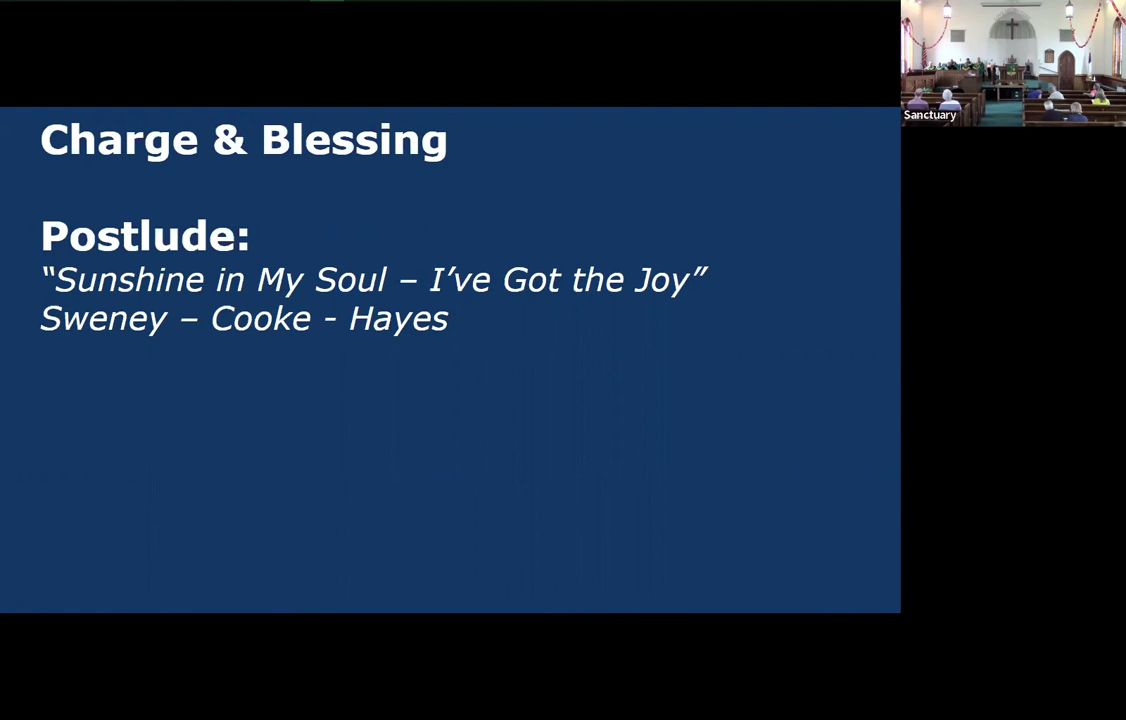 Charge & Blessing
Postlude:
“Sunshine in My Soul – I’ve Got the Joy”
Sweney – Cooke - Hayes
Sanctuary